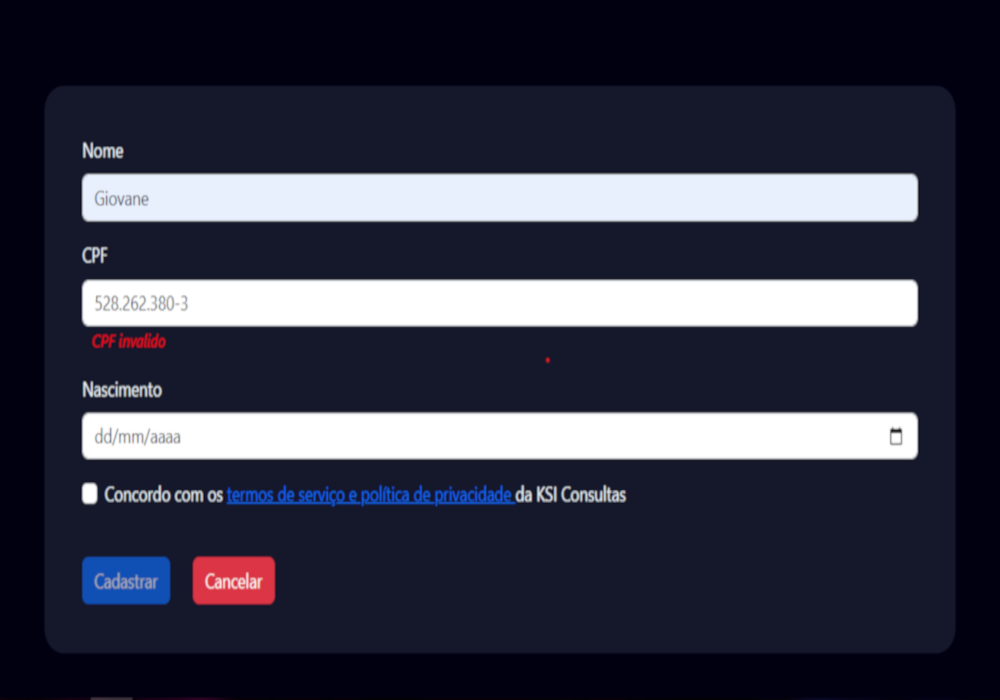 Nome
Giovane
CPF
528.262.380-3
CPF invalido
Nascimento
dd/mm/aaaa
Concordo com os termos de serviço e política de privacidade da KSI Consultas
Cadastrar Cancelar